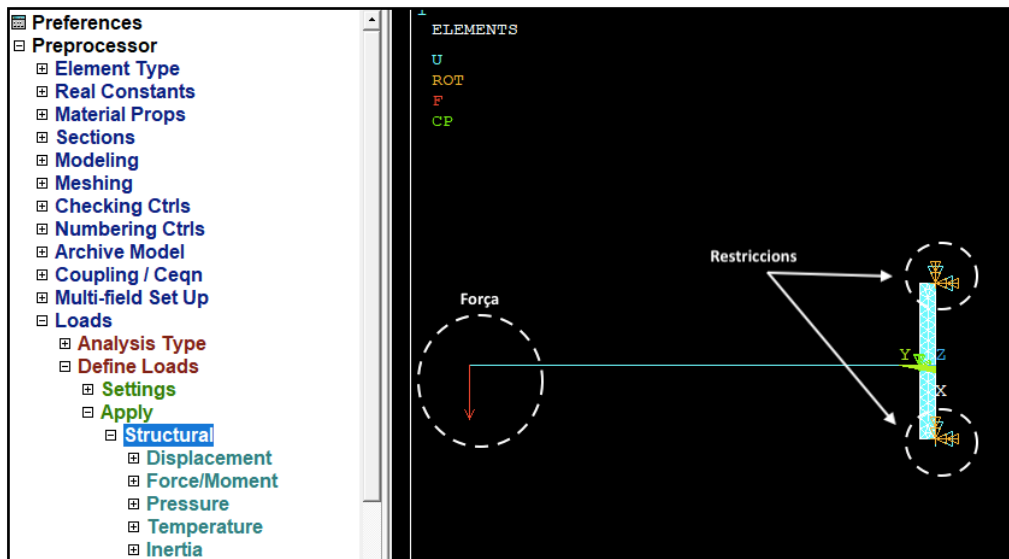 Preferences
Preprocessor
Element Type
Real Constants
Material Props
Sections
Modeling
Meshing
Checking Ctrls
Numbering Ctrls
Archive Model
Coupling / Ceqn
Multi-field Set Up
Loads
Analysis Type
Define Loads
Settings
Apply
Structural
Displacement
Force/Moment
Pressure
Temperature
Inertia
1
ELEMENTS
U
ROT
F
CP
Restriccions
Força
Y Z
X